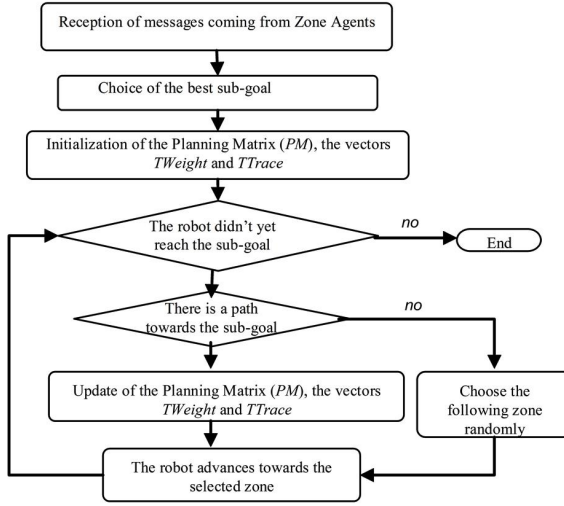 Reception of messages coming from Zone Agents
Choice of the best sub-goal
Initialization of the Planning Matrix (PM), the vectors
TWeight and TTrace
The robot didn't yet
reach the sub-goal
no
End
There is a path
towards the sub-goal
no
Update of the Planning Matrix (PM), the vectors
TWeight and TTrace
Choose the
following zone
randomly
The robot advances towards the
selected zone